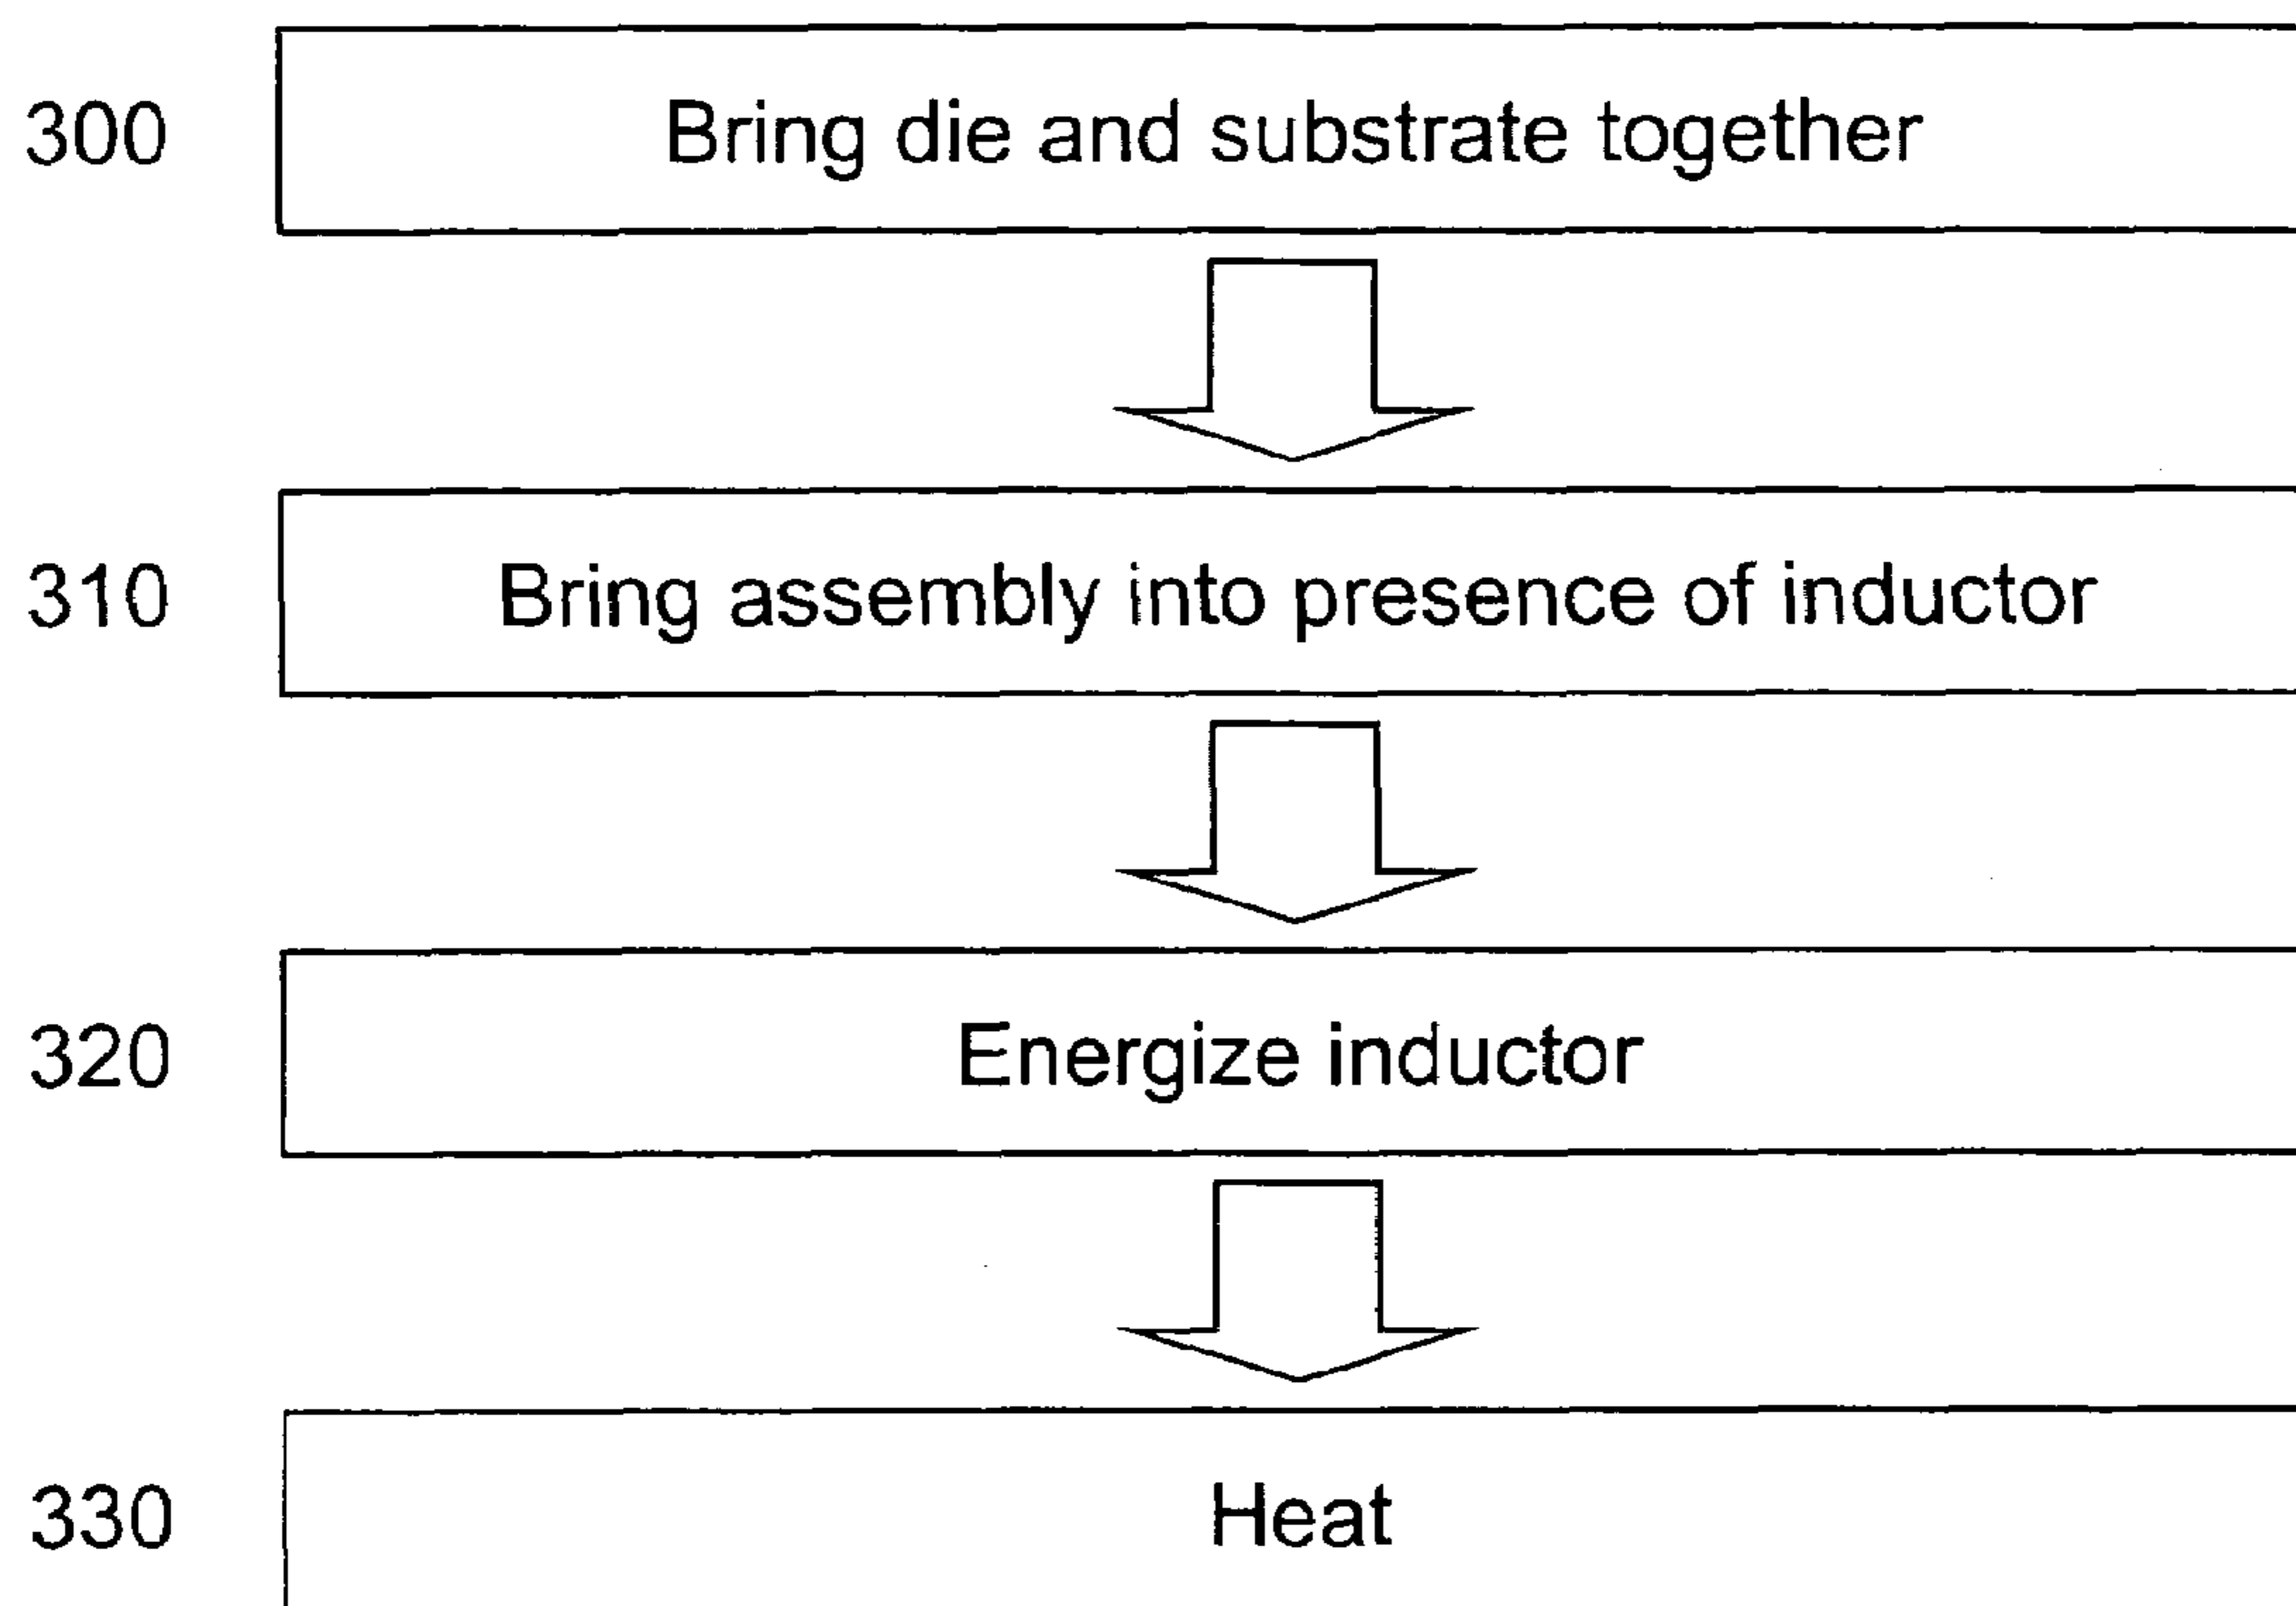 300 Bring die and substrate together
310 Bring assembly into presence of inductor
320 Energize inductor
330 Heat